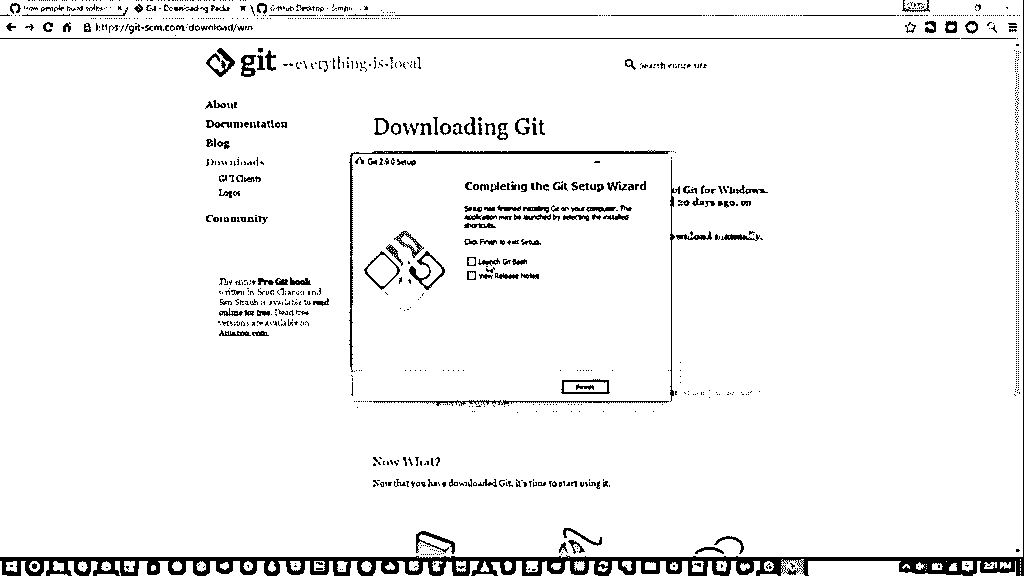 How people build softw
Git - Downloading Packa
GitHub Desktop - Simpl
https://git-scm.com/download/win
git --everything-is-local
Search entire site
About
Documentation
Blog
Downloads
GUI Clients
Logos
Community
The entire Pro Git book
written by Scott Chacon and
Ben Straub is available to read
online for free. Dead tree
versions are available on
Amazon.com.
Downloading Git
of Git for Windows.
20 days ago, on
download manually.
Git 2.9.0 Setup
Completing the Git Setup Wizard
Setup has finished installing Git on your computer. The
application may be launched by selecting the installed
shortcuts.
Click Finish to exit Setup.
Launch Git Bash
View Release Notes
Finish
Now What?
Now that you have downloaded Git, it's time to start using it.
2:21 PM